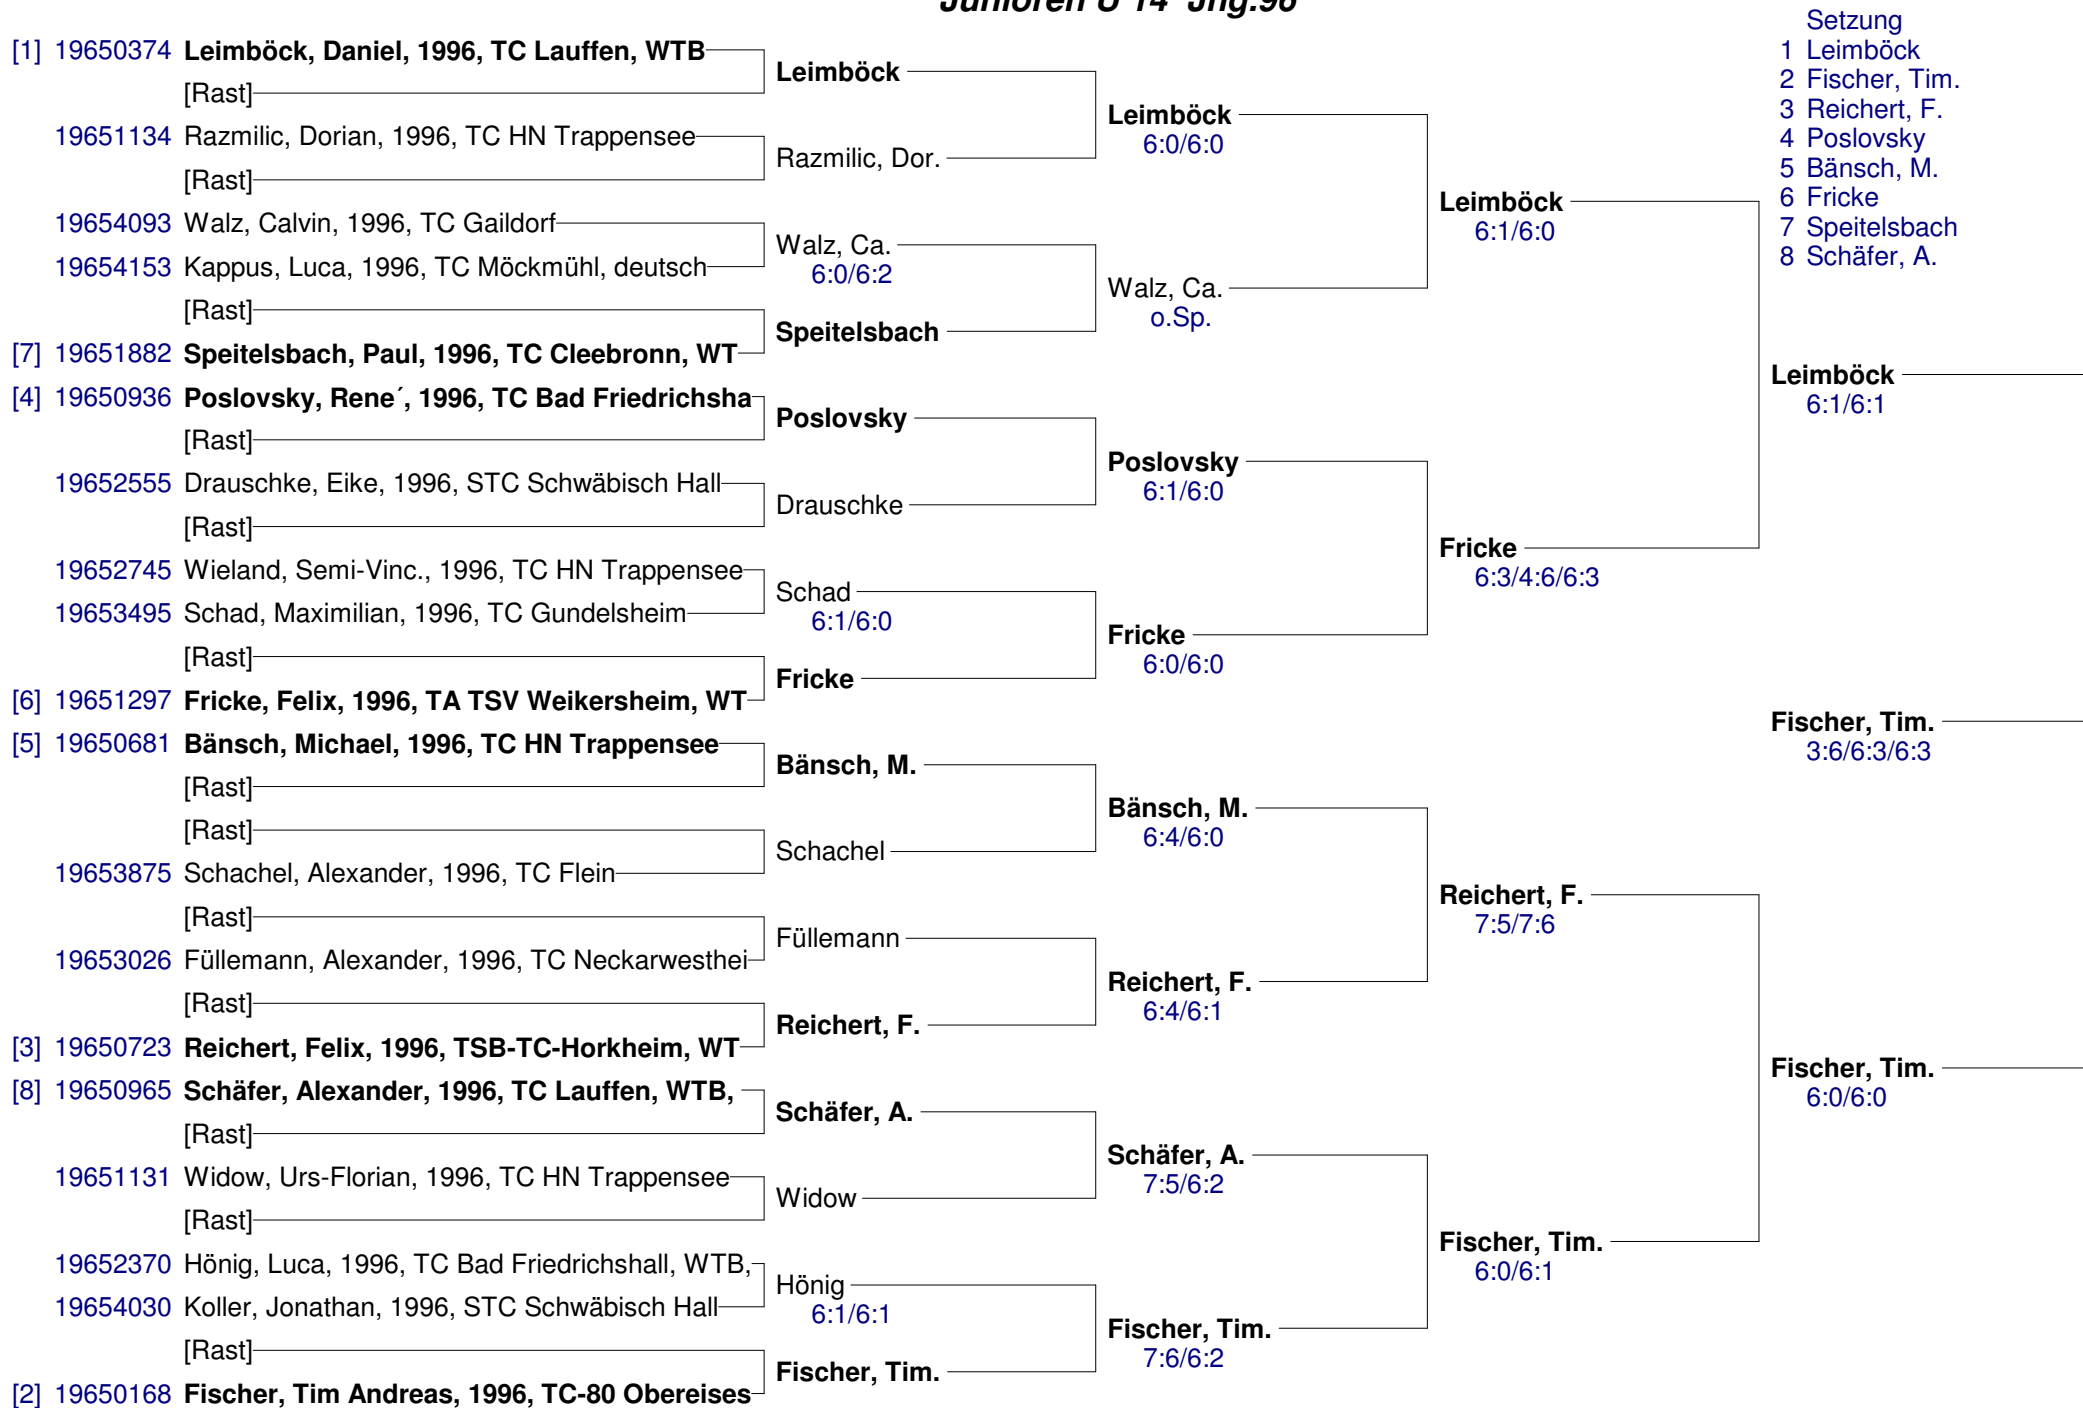 Junioren U 14 Jhg.96
[1] 19650374 Leimböck, Daniel, 1996, TC Lauffen, WTB
[Rast]
19651134 Razmilic, Dorian, 1996, TC HN Trappensee
[Rast]
19654093 Walz, Calvin, 1996, TC Gaildorf
19654153 Kappus, Luca, 1996, TC Möckmühl, deutsch
[Rast]
[7] 19651882 Speitelsbach, Paul, 1996, TC Cleebronn, WT
[4] 19650936 Poslovsky, Rene´, 1996, TC Bad Friedrichsha
[Rast]
19652555 Drauschke, Eike, 1996, STC Schwäbisch Hall
[Rast]
19652745 Wieland, Semi-Vinc., 1996, TC HN Trappensee
19653495 Schad, Maximilian, 1996, TC Gundelsheim
[Rast]
[6] 19651297 Fricke, Felix, 1996, TA TSV Weikersheim, WT
[5] 19650681 Bänsch, Michael, 1996, TC HN Trappensee
[Rast]
[Rast]
19653875 Schachel, Alexander, 1996, TC Flein
[Rast]
19653026 Füllemann, Alexander, 1996, TC Neckarwesthei
[Rast]
[3] 19650723 Reichert, Felix, 1996, TSB-TC-Horkheim, WT
[8] 19650965 Schäfer, Alexander, 1996, TC Lauffen, WTB,
[Rast]
19651131 Widow, Urs-Florian, 1996, TC HN Trappensee
[Rast]
19652370 Hönig, Luca, 1996, TC Bad Friedrichshall, WTB,
19654030 Koller, Jonathan, 1996, STC Schwäbisch Hall
[Rast]
[2] 19650168 Fischer, Tim Andreas, 1996, TC-80 Obereises
Leimböck
Razmilic, Dor.
Walz, Ca.
6:0/6:2
Speitelsbach
Poslovsky
Drauschke
Schad
6:1/6:0
Fricke
Bänsch, M.
Schachel
Füllemann
Reichert, F.
Schäfer, A.
Widow
Hönig
6:1/6:1
Fischer, Tim.
Leimböck
6:0/6:0
Walz, Ca.
o.Sp.
Poslovsky
6:1/6:0
Fricke
6:0/6:0
Bänsch, M.
6:4/6:0
Reichert, F.
6:4/6:1
Schäfer, A.
7:5/6:2
Fischer, Tim.
7:6/6:2
Leimböck
6:1/6:0
Fricke
6:3/4:6/6:3
Reichert, F.
7:5/7:6
Fischer, Tim.
6:0/6:1
Setzung
1 Leimböck
2 Fischer, Tim.
3 Reichert, F.
4 Poslovsky
5 Bänsch, M.
6 Fricke
7 Speitelsbach
8 Schäfer, A.
Leimböck
6:1/6:1
Fischer, Tim.
3:6/6:3/6:3
Fischer, Tim.
6:0/6:0